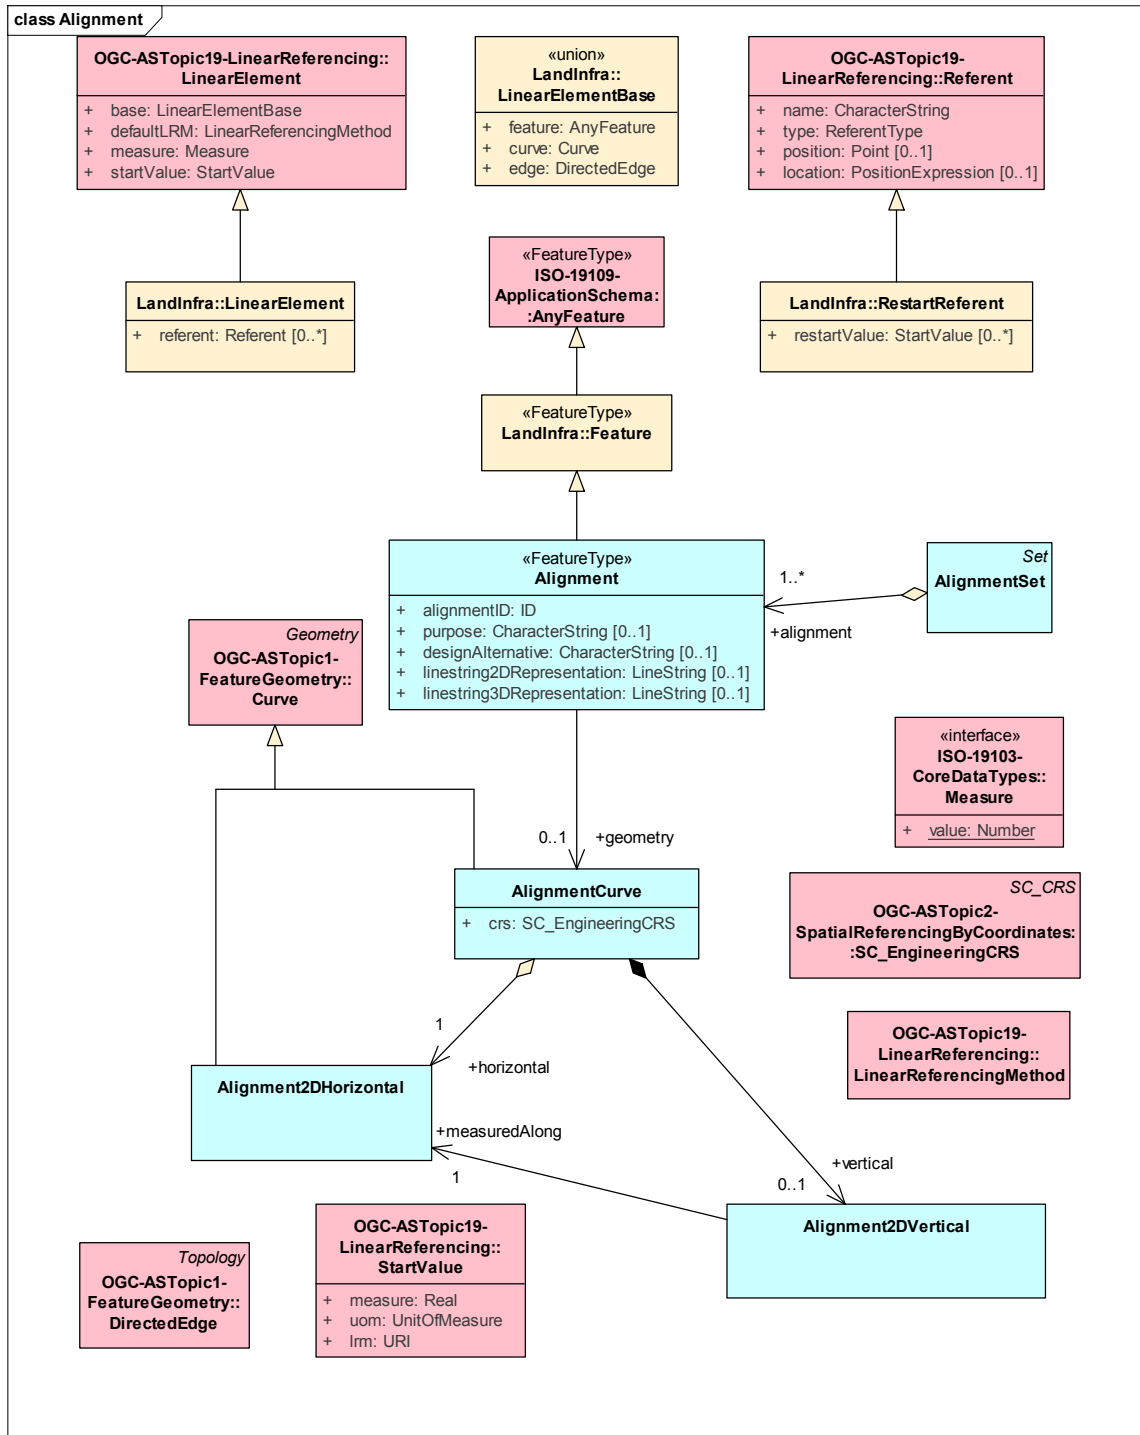 class Alignment
OGC-ASTopic19-LinearReferencing::
LinearElement
+ base: LinearElementBase
+ defaultLRM: LinearReferencingMethod
+ measure: Measure
+ startValue: StartValue
«union»
LandInfra::
LinearElementBase
+ feature: AnyFeature
+ curve: Curve
+ edge: DirectedEdge
OGC-ASTopic19-
LinearReferencing::Referent
+ name: CharacterString
+ type: ReferentType
+ position: Point [0..1]
+ location: PositionExpression [0..1]
LandInfra::LinearElement
+ referent: Referent [0..*]
«FeatureType»
ISO-19109-
ApplicationSchema:
:AnyFeature
LandInfra::RestartReferent
+ restartValue: StartValue [0..*]
«FeatureType»
LandInfra::Feature
«FeatureType»
Alignment
+ alignmentID: ID
+ purpose: CharacterString [0..1]
+ designAlternative: CharacterString [0..1]
+ linestring2DRepresentation: LineString [0..1]
+ linestring3DRepresentation: LineString [0..1]
1..*
+alignment
Set
AlignmentSet
Geometry
OGC-ASTopic1-
FeatureGeometry::
Curve
«interface»
ISO-19103-
CoreDataTypes::
Measure
+ value: Number
0..1
+geometry
AlignmentCurve
+ crs: SC_EngineeringCRS
SC_CRS
OGC-ASTopic2-
SpatialReferencingByCoordinates:
:SC_EngineeringCRS
1
+horizontal
OGC-ASTopic19-
LinearReferencing::
LinearReferencingMethod
Alignment2DHorizontal
+measuredAlong
1
+vertical
0..1
Alignment2DVertical
OGC-ASTopic19-
LinearReferencing::
StartValue
+ measure: Real
+ uom: UnitOfMeasure
+ lrm: URI
Topology
OGC-ASTopic1-
FeatureGeometry::
DirectedEdge